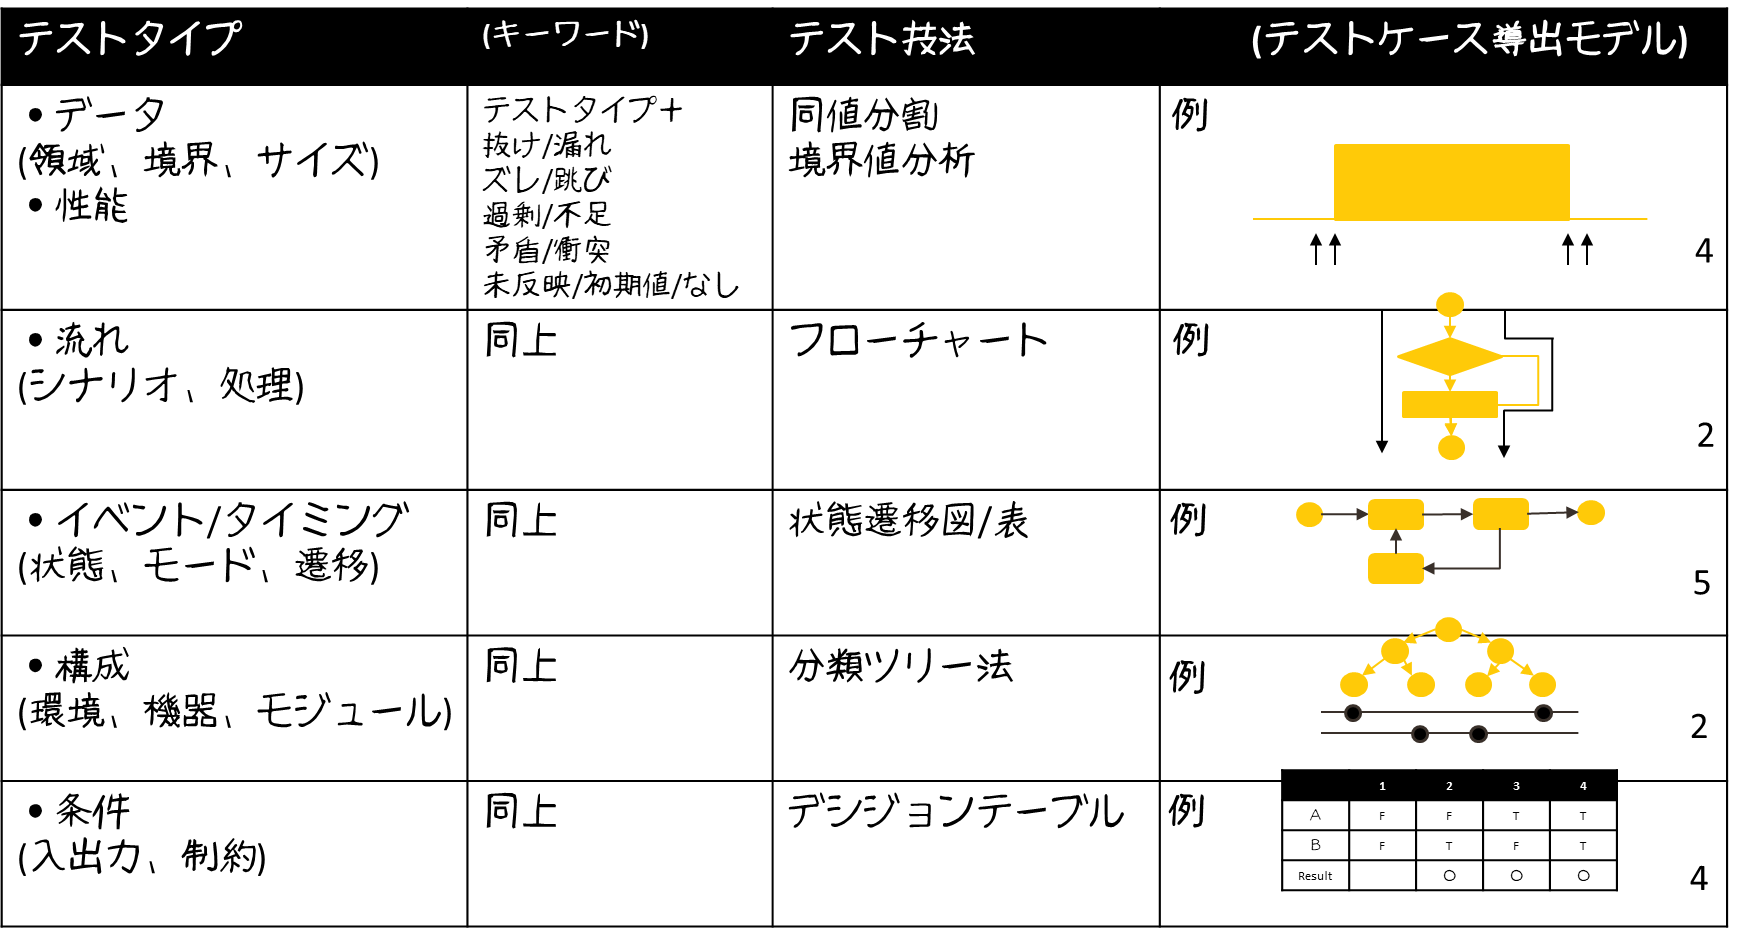 テストタイプ
(キーワード)
テスト技法
(テストケース導出モデル)
•データ
(領域、境界、サイズ)
•性能
テストタイプ＋
抜け/漏れ
ズレ/跳び
過剰/不足
矛盾/衝突
未反映/初期値/なし
同値分割
境界値分析
例
4
•流れ
(シナリオ、処理)
同上
フローチャート
例
2
•イベント/タイミング
(状態、モード、遷移)
同上
状態遷移図/表
例
5
•構成
(環境、機器、モジュール)
同上
分類ツリー法
例
2
•条件
(入出力、制約)
同上
デシジョンテーブル
例
1 2 3 4
A F F T T
B F T F T
Result ○ ○ ○
4